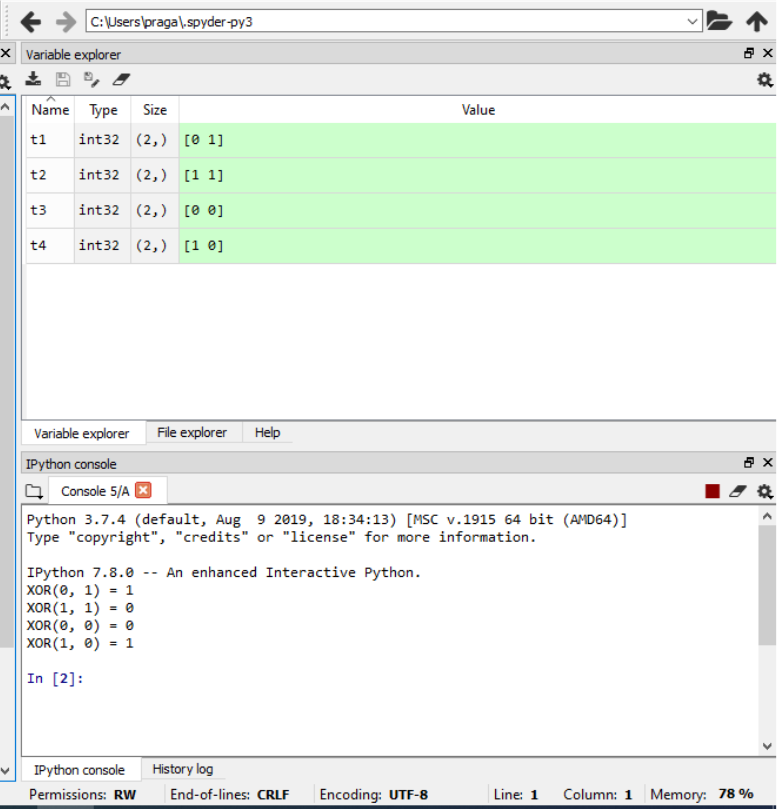 C:\Users\praga\.spyder-py3
Variable explorer
Name Type Size Value
t1 int32 (2,) [0 1]
t2 int32 (2,) [1 1]
t3 int32 (2,) [0 0]
t4 int32 (2,) [1 0]
Variable explorer File explorer Help
IPython console
Console 5/A
Python 3.7.4 (default, Aug  9 2019, 18:34:13) [MSC v.1915 64 bit (AMD64)]
Type "copyright", "credits" or "license" for more information.
IPython 7.8.0 -- An enhanced Interactive Python.
XOR(0, 1) = 1
XOR(1, 1) = 0
XOR(0, 0) = 0
XOR(1, 0) = 1
In [2]:
IPython console History log
Permissions: RW End-of-lines: CRLF Encoding: UTF-8 Line: 1 Column: 1 Memory: 78 %